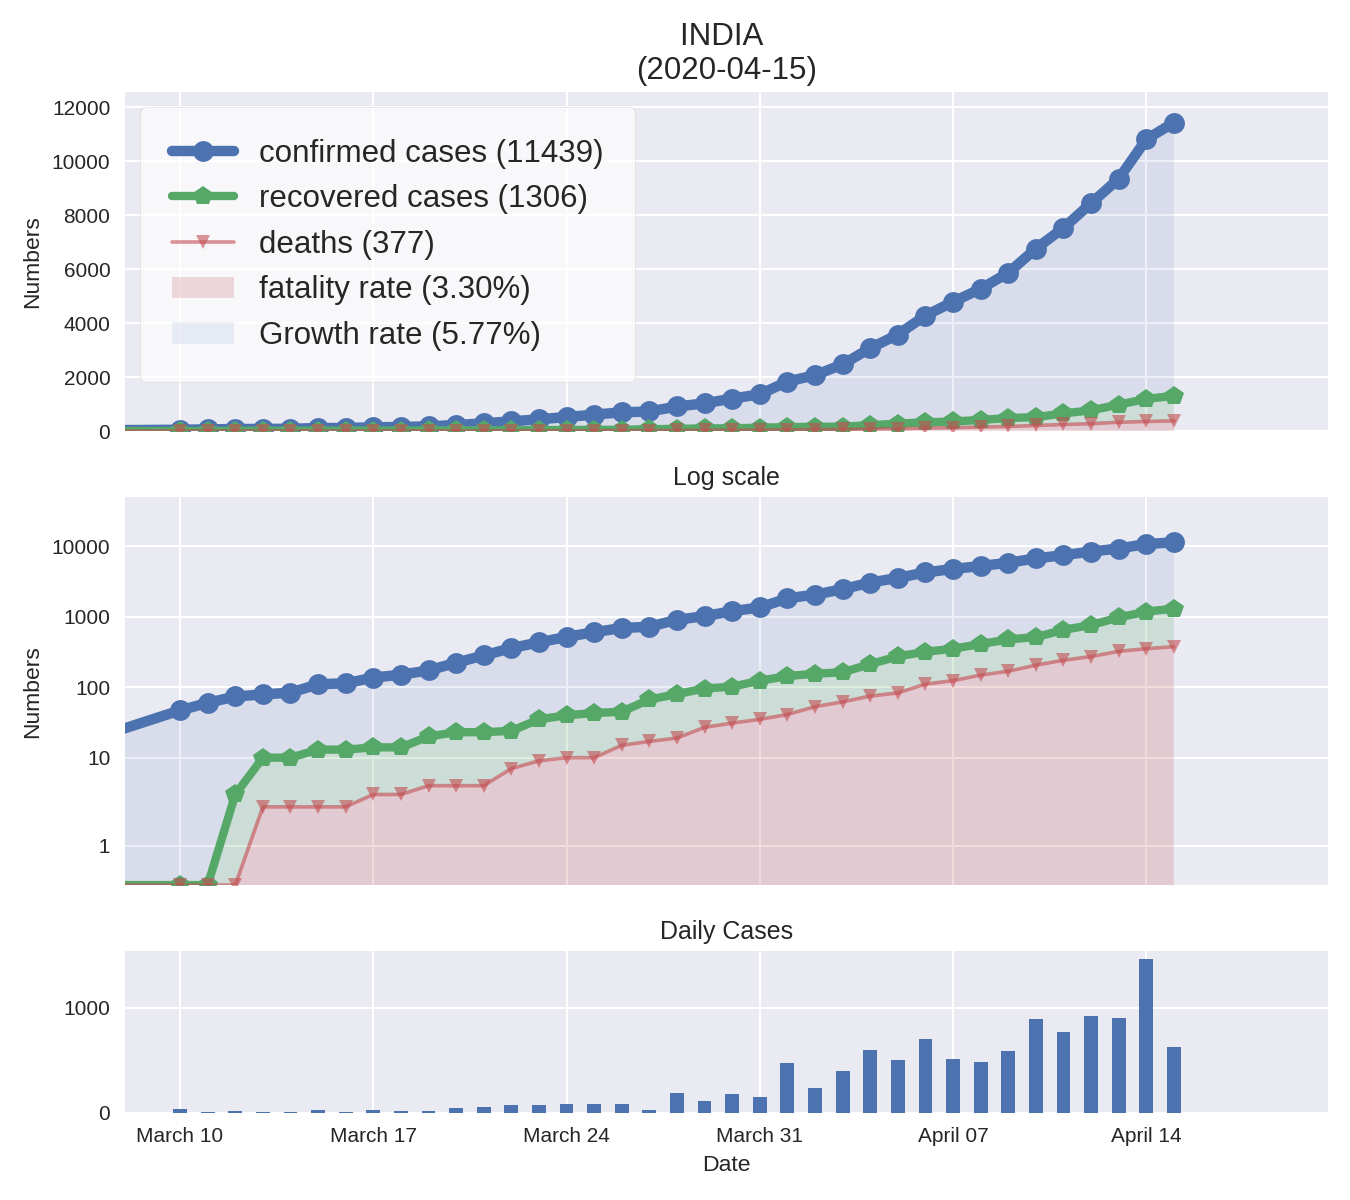 INDIA
(2020-04-15)
12000
10000
8000
6000
4000
2000
0
Numbers
confirmed cases (11439)
recovered cases (1306)
deaths (377)
fatality rate (3.30%)
Growth rate (5.77%)
Log scale
10000
1000
100
10
1
Numbers
Daily Cases
1000
0
March 10 March 17 March 24 March 31 April 07 April 14
Date